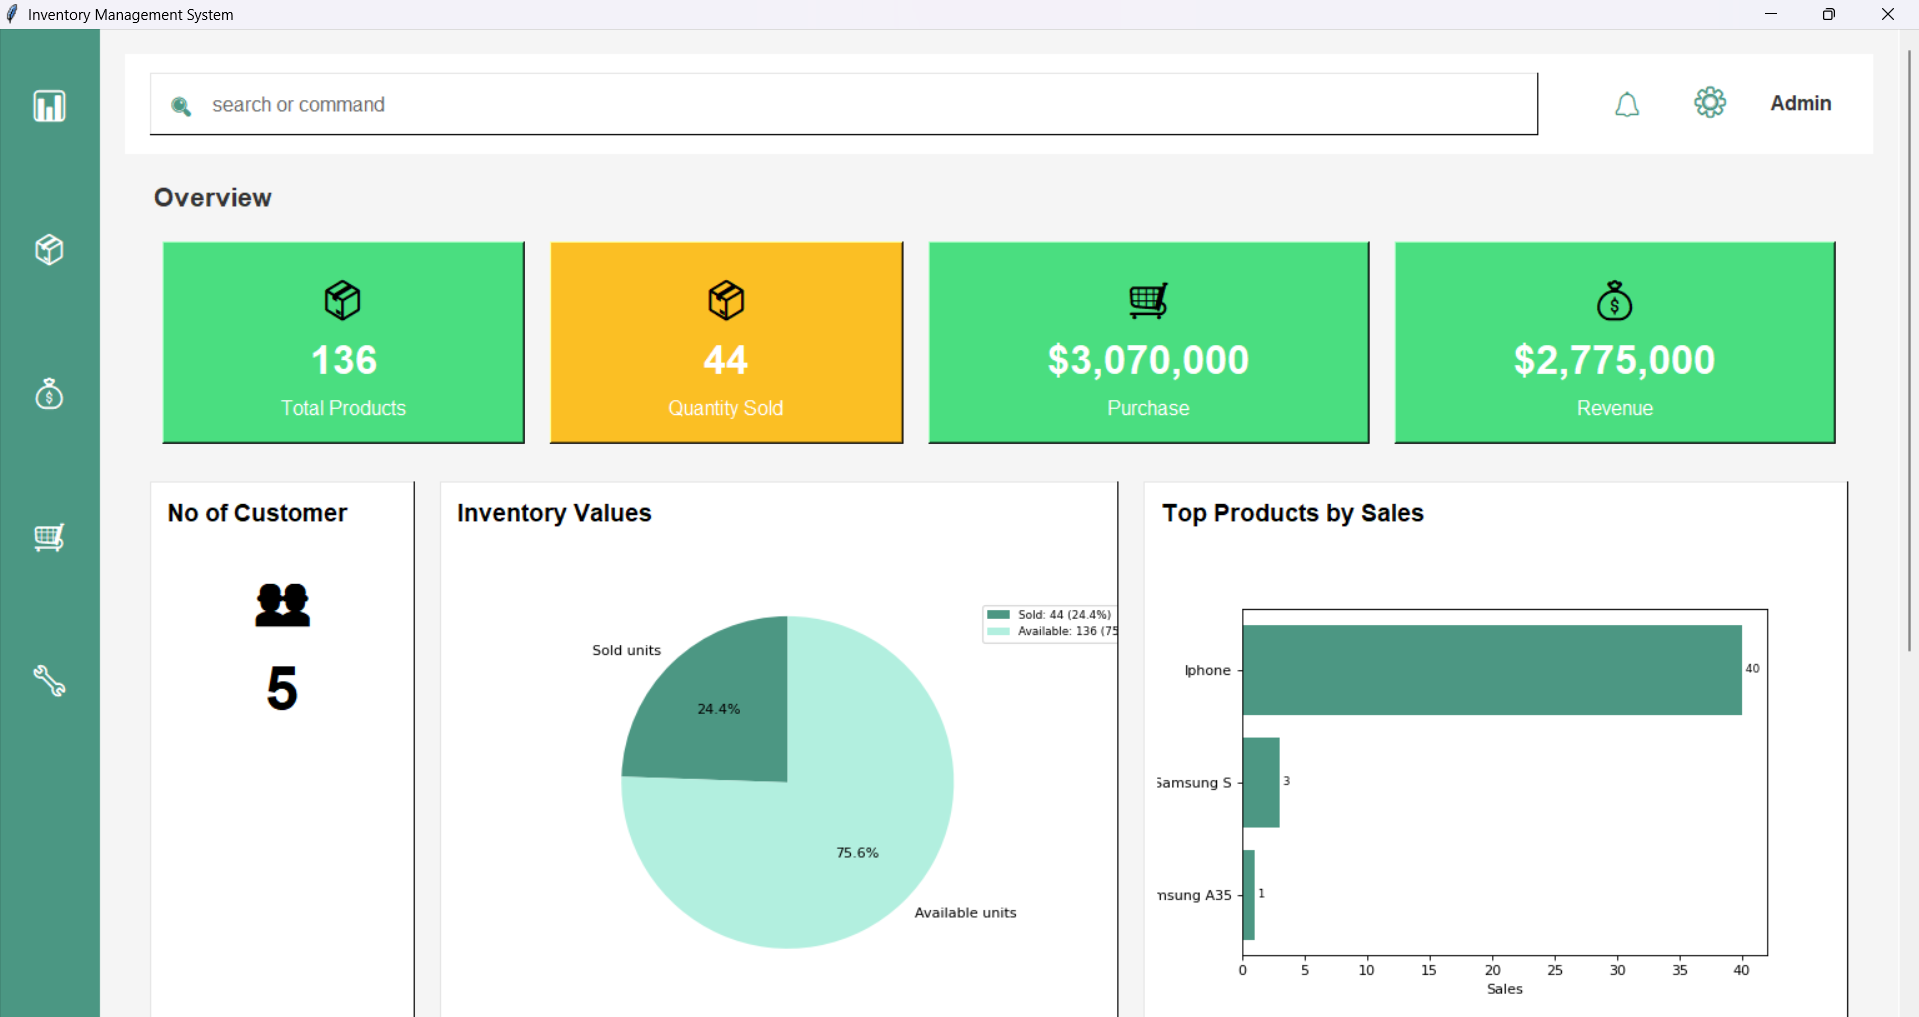 Inventory Management System
search or command
Admin
Overview
136
Total Products
44
Quantity Sold
$3,070,000
Purchase
$2,775,000
Revenue
No of Customer
5
Inventory Values
Sold: 44 (24.4%)
Available: 136 (75
Sold units
24.4%
75.6%
Available units
Top Products by Sales
Iphone
40
Samsung S
3
msung A35
1
0 5 10 15 20 25 30 35 40
Sales